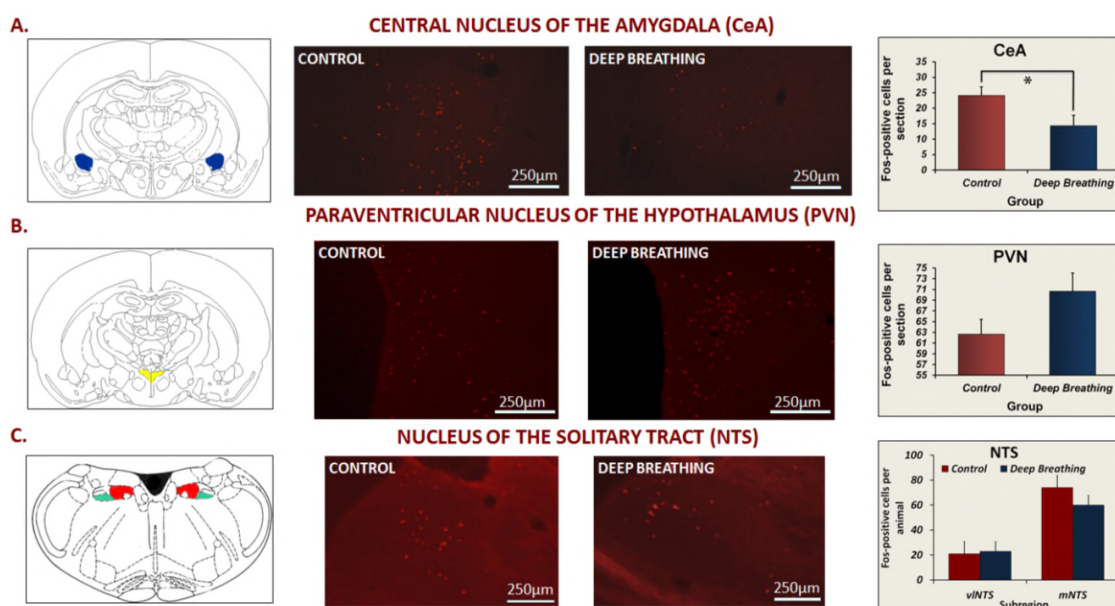 A.
CENTRAL NUCLEUS OF THE AMYGDALA (CeA)
CONTROL
250µm
DEEP BREATHING
250µm
CeA
Fos-positive cells per
section
35
30
25
20
15
10
5
0
*
Control
Deep Breathing
Group
B.
PARAVENTRICULAR NUCLEUS OF THE HYPOTHALAMUS (PVN)
CONTROL
250µm
DEEP BREATHING
250µm
PVN
Fos-positive cells per
section
75
73
71
69
67
65
63
61
59
57
55
Control
Deep Breathing
Group
C.
NUCLEUS OF THE SOLITARY TRACT (NTS)
CONTROL
250µm
DEEP BREATHING
250µm
NTS
Control
Deep Breathing
Fos-positive cells per
animal
100
80
60
40
20
0
vlNTS
mNTS
Subregion